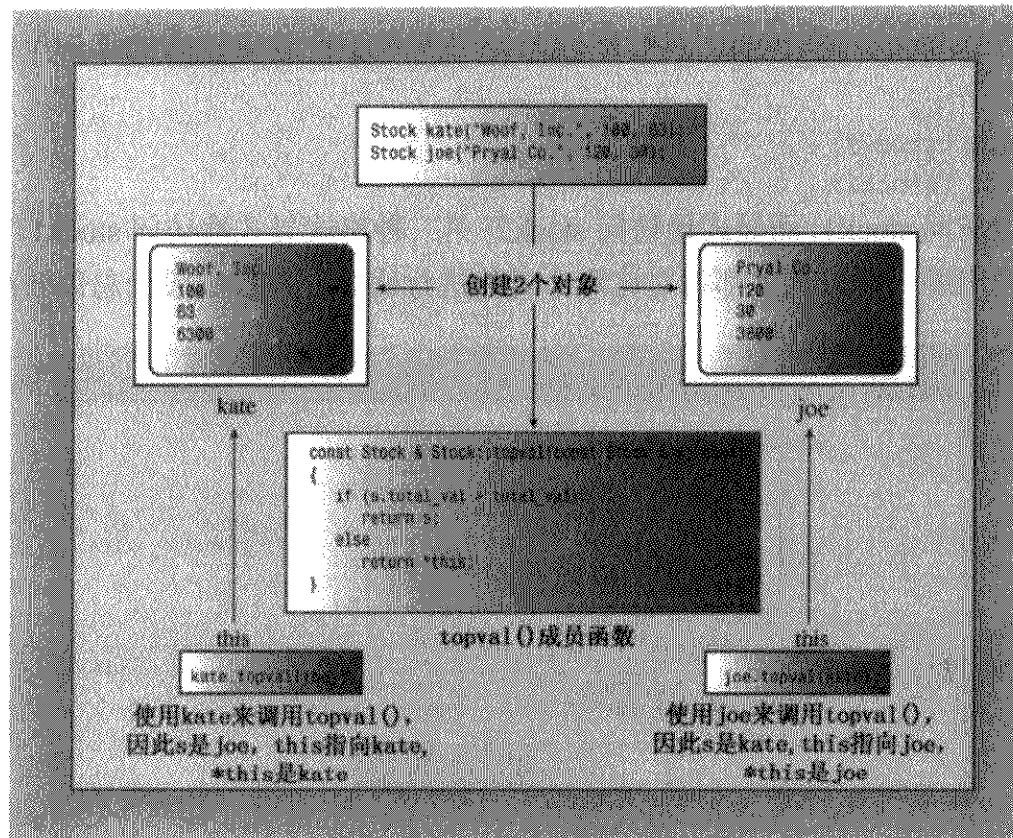 Stock kate("Woof, Inc.", 100, 63);
Stock joe("Pryal Co.", 120, 30);
Woof, Inc.
100
63
6300
创建2个对象
Pryal Co.
120
30
3600
kate
joe
const Stock & Stock::topval(const Stock & s) const
{
if (s.total_val > total_val)
return s;
else
return *this;
}
this
topval()成员函数
this
kate.topval(joe)
joe.topval(kate)
使用kate来调用topval(),
因此s是joe, this指向kate,
*this是kate
使用joe来调用topval(),
因此s是kate,this指向joe,
*this是joe